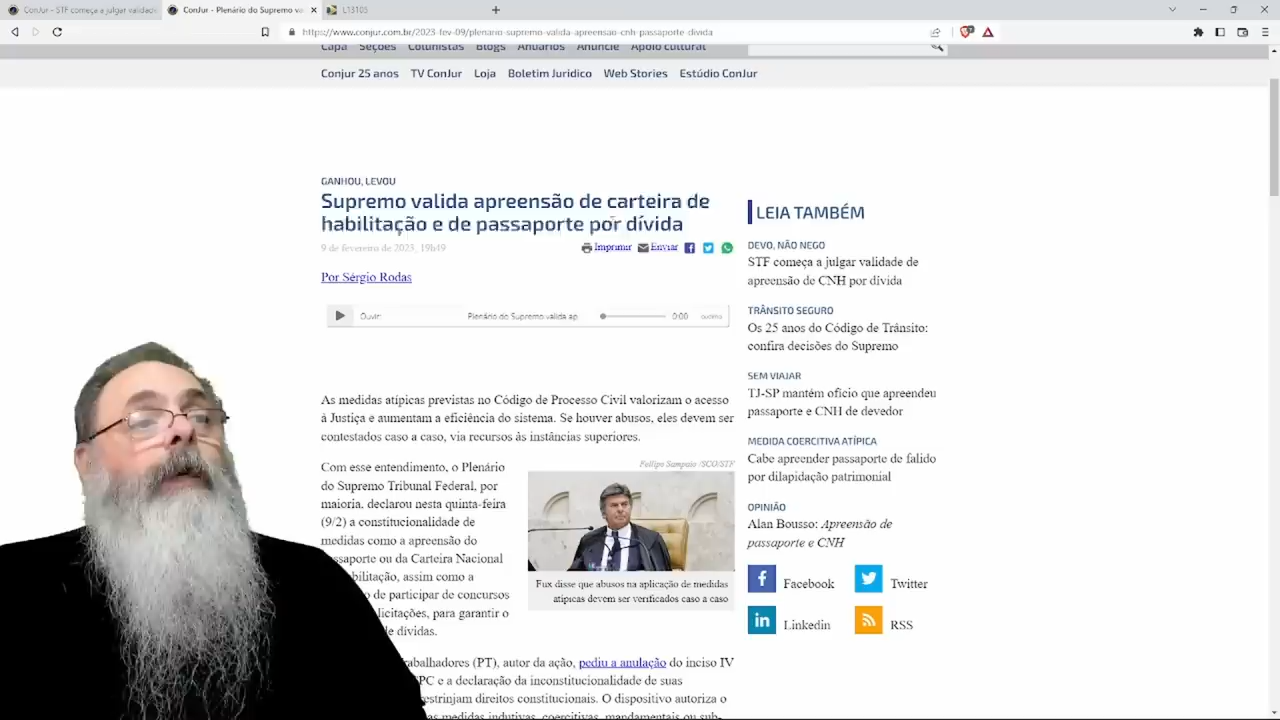 ConJur - STF começa a julgar validade
ConJur - Plenário do Supremo va
L13105
https://www.conjur.com.br/2023-fev-09/plenario-supremo-valida-apreensao-cnh-passaporte-divida
Capa Seções Colunistas Blogs Anuários Anuncie Apoio cultural
Conjur 25 anos TV ConJur Loja Boletim Jurídico Web Stories Estúdio ConJur
GANHOU, LEVOU
Supremo valida apreensão de carteira de
habilitação e de passaporte por dívida
9 de fevereiro de 2023, 19h49
Imprimir Enviar
Por Sérgio Rodas
Ouvir: Plenário do Supremo valida ap 0:00
As medidas atípicas previstas no Código de Processo Civil valorizam o acesso
à Justiça e aumentam a eficiência do sistema. Se houver abusos, eles devem ser
contestados caso a caso, via recursos às instâncias superiores.
Fellipe Sampaio /SCO/STF
Com esse entendimento, o Plenário
do Supremo Tribunal Federal, por
maioria, declarou nesta quinta-feira
(9/2) a constitucionalidade de
medidas como a apreensão do
assaporte ou da Carteira Nacional
bilitação, assim como a
o de participar de concursos
licitações, para garantir o
le dívidas.
Fux disse que abusos na aplicação de medidas
atípicas devem ser verificados caso a caso
rabalhadores (PT), autor da ação, pediu a anulação do inciso IV
PC e a declaração da inconstitucionalidade de suas
estrinjam direitos constitucionais. O dispositivo autoriza o
as medidas indutivas, coercitivas, mandamentais ou sub-
LEIA TAMBÉM
DEVO, NÃO NEGO
STF começa a julgar validade de
apreensão de CNH por dívida
TRÂNSITO SEGURO
Os 25 anos do Código de Trânsito:
confira decisões do Supremo
SEM VIAJAR
TJ-SP mantém ofício que apreendeu
passaporte e CNH de devedor
MEDIDA COERCITIVA ATÍPICA
Cabe apreender passaporte de falido
por dilapidação patrimonial
OPINIÃO
Alan Bousso: Apreensão de
passaporte e CNH
Facebook Twitter
Linkedin RSS